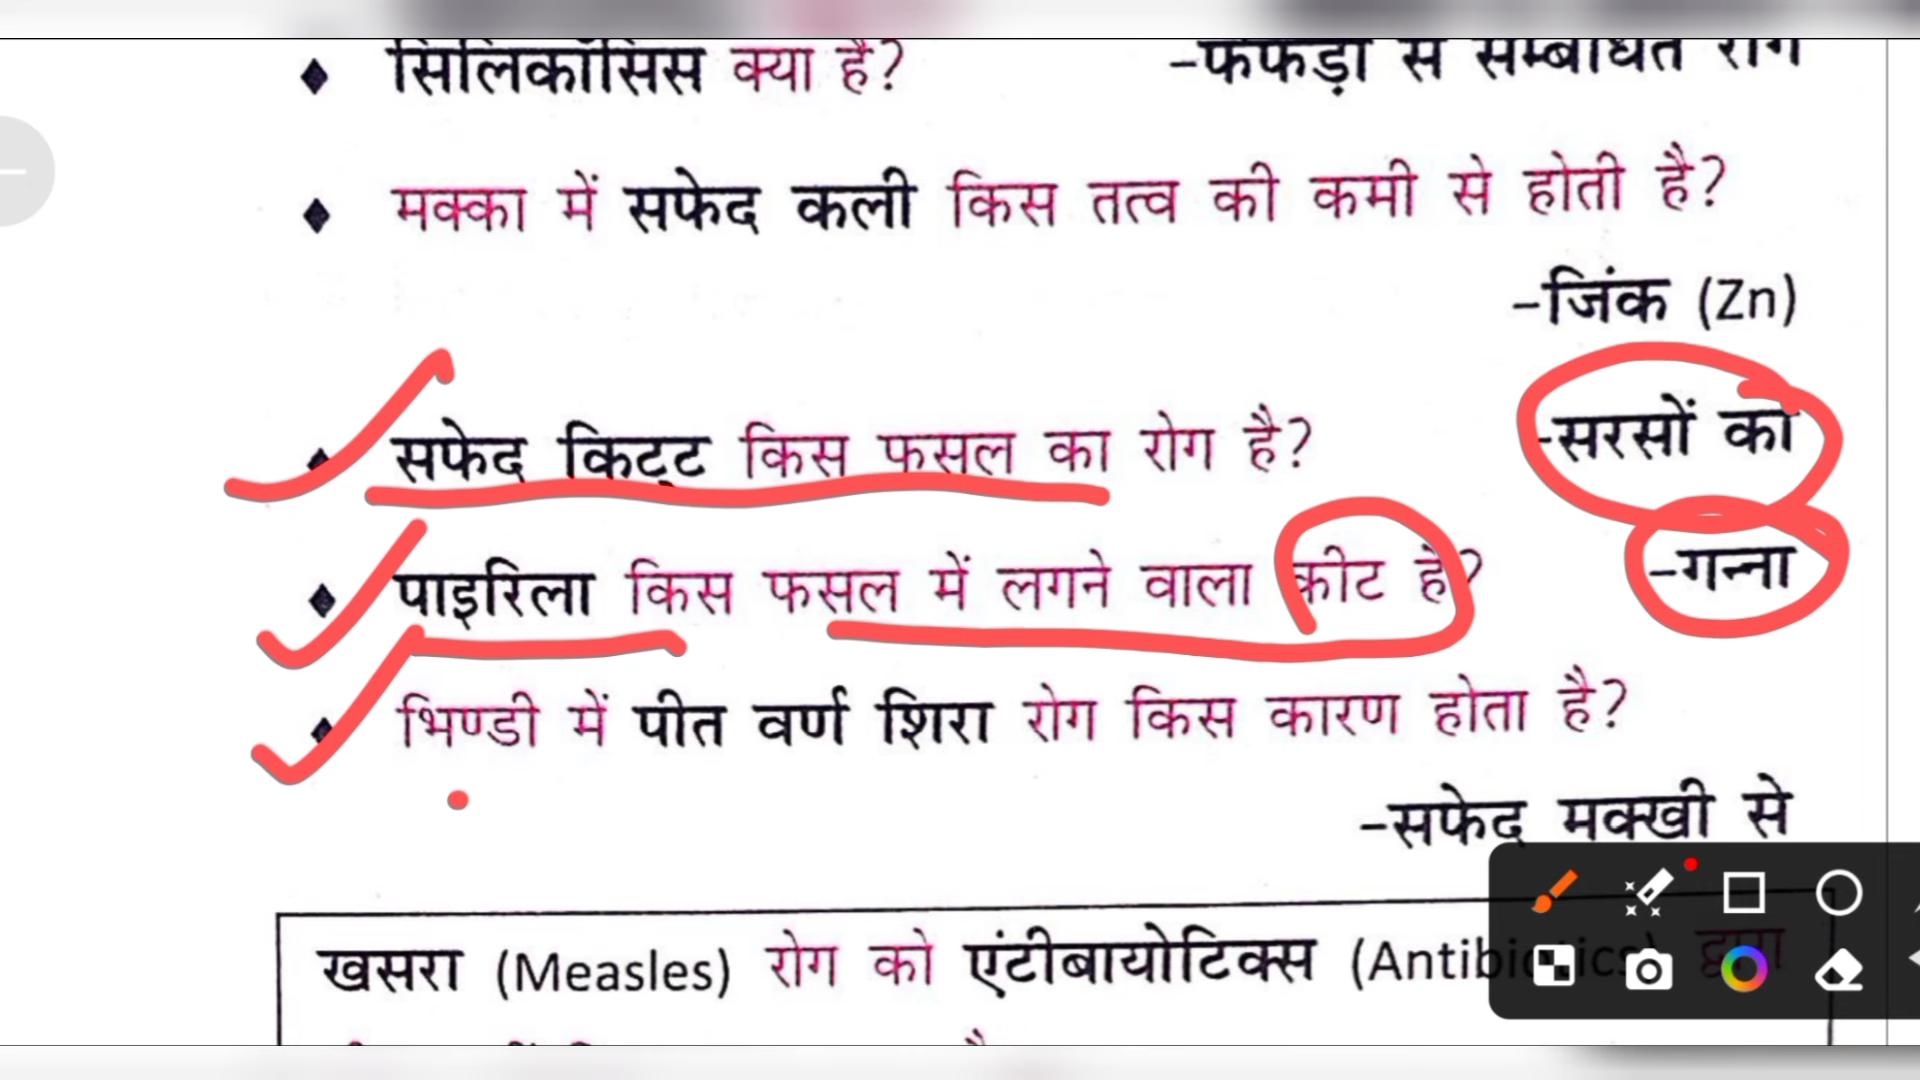 सिलिकॉसिस क्या है? -फेफड़ों से सम्बंधित रोग
मक्का में सफेद कली किस तत्व की कमी से होती है?
-जिंक (Zn)
सफेद किट्ट किस फसल का रोग है? -सरसों का
पाइरिला किस फसल में लगने वाला कीट है? -गन्ना
भिण्डी में पीत वर्ण शिरा रोग किस कारण होता है?
-सफेद मक्खी से
खसरा (Measles) रोग को एंटीबायोटिक्स (Antibiotics) द्वारा